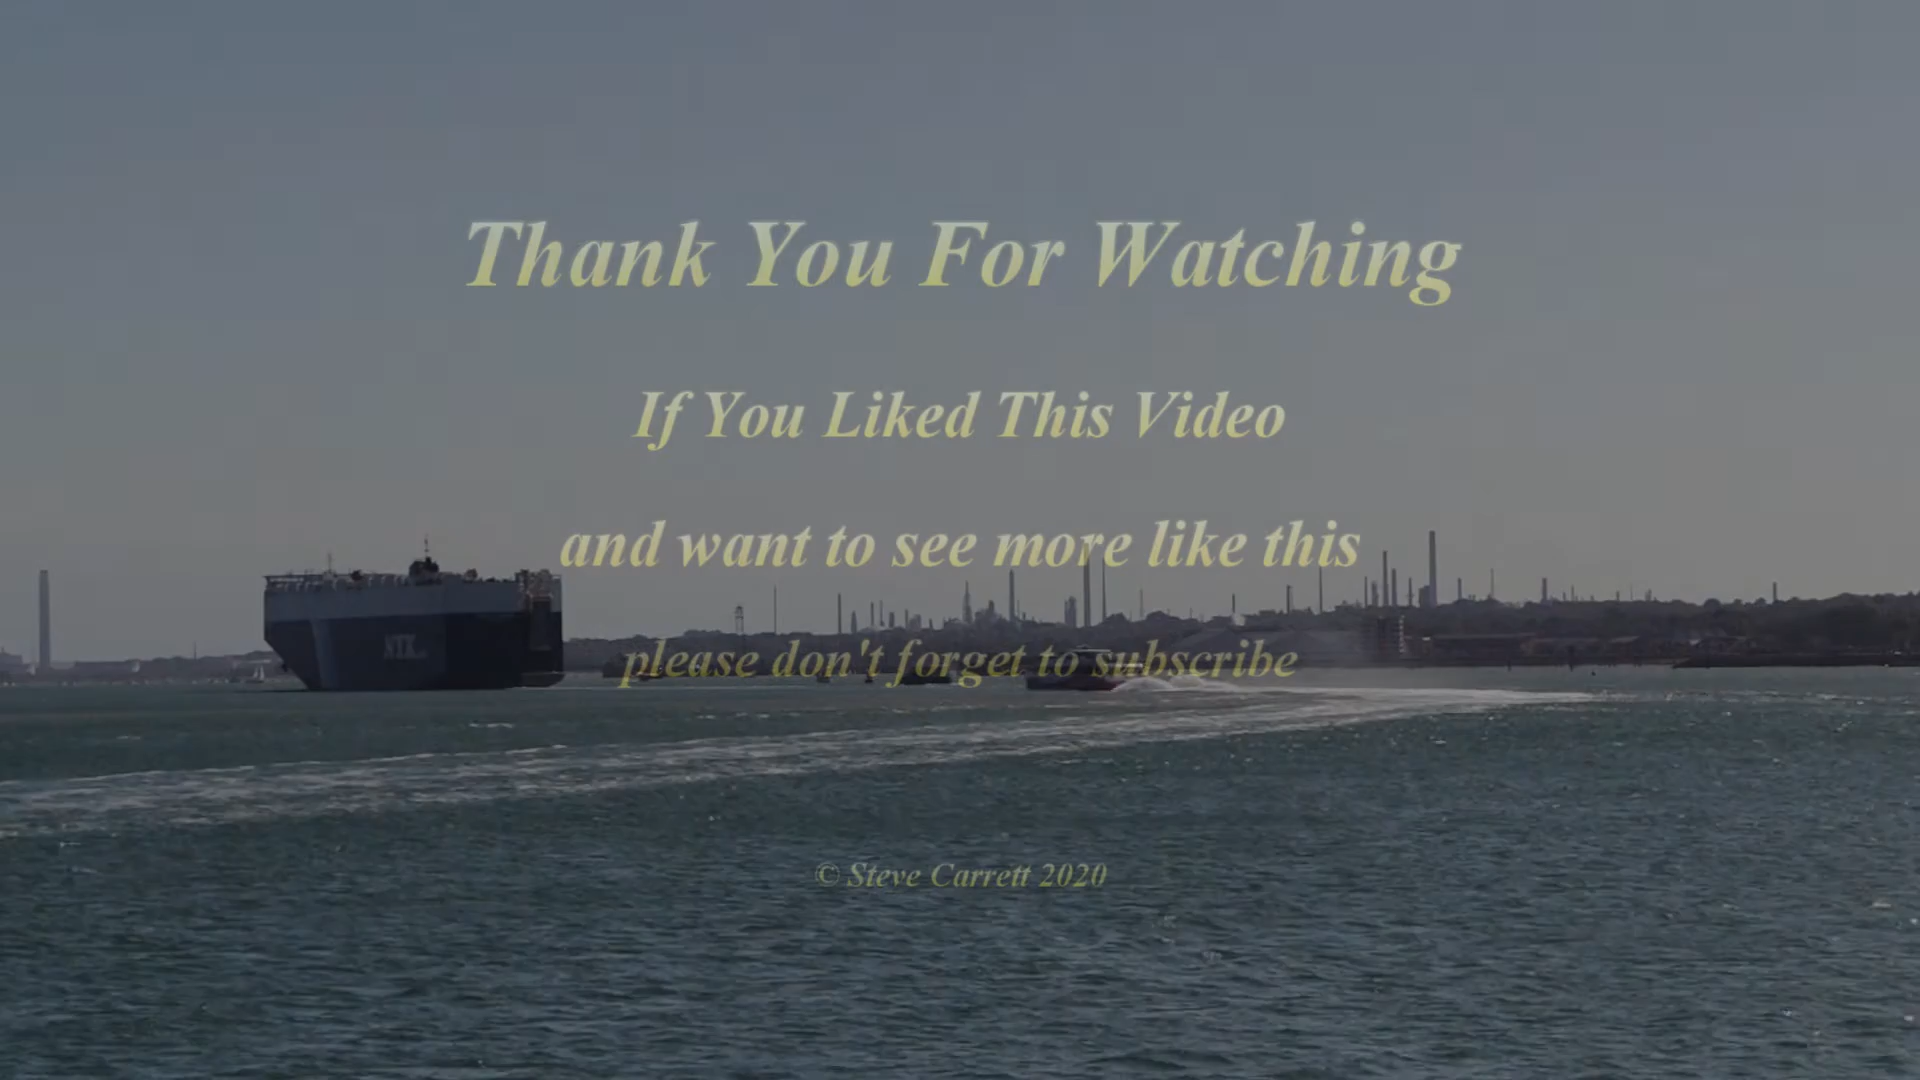 Thank You For Watching
If You Liked This Video
and want to see more like this
NYK
please don't forget to subscribe
© Steve Carrett 2020